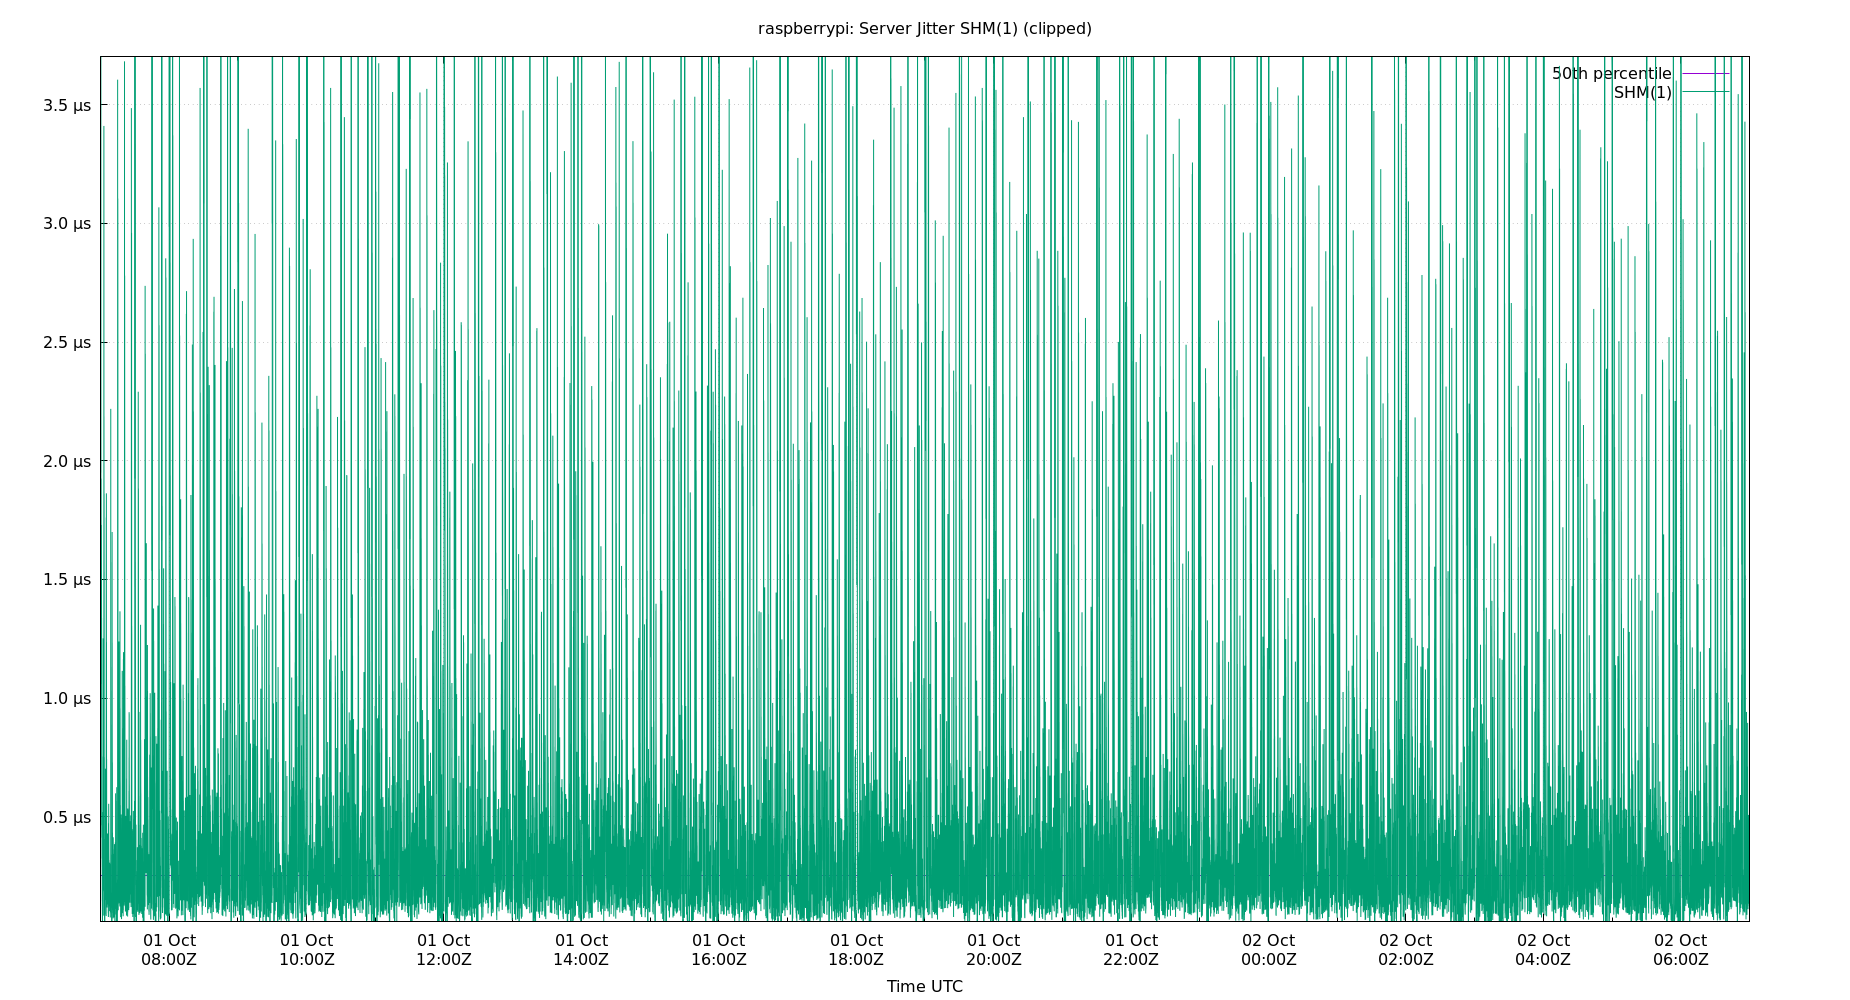 raspberrypi: Server Jitter SHM(1) (clipped)
50th percentile
SHM(1)
3.5 µs
3.0 µs
2.5 µs
2.0 µs
1.5 µs
1.0 µs
0.5 µs
01 Oct 01 Oct 01 Oct 01 Oct 01 Oct 01 Oct 01 Oct 01 Oct 02 Oct 02 Oct 02 Oct 02 Oct
08:00Z 10:00Z 12:00Z 14:00Z 16:00Z 18:00Z 20:00Z 22:00Z 00:00Z 02:00Z 04:00Z 06:00Z
Time UTC